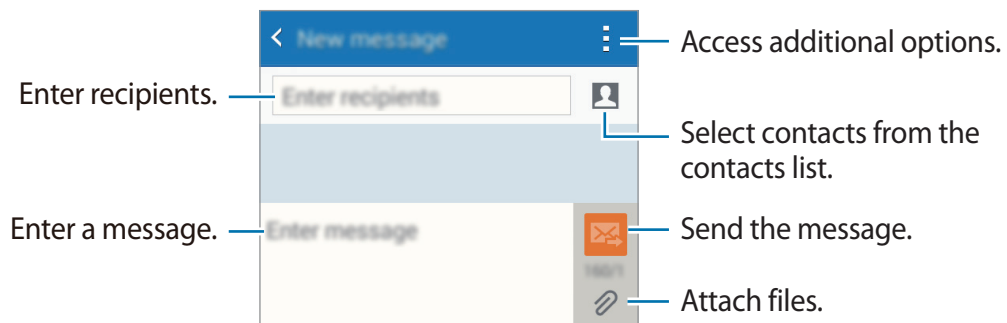 New message
Access additional options.
Enter recipients.
Enter recipients
Select contacts from the
contacts list.
Enter a message.
Enter message
Send the message.
160/1
Attach files.